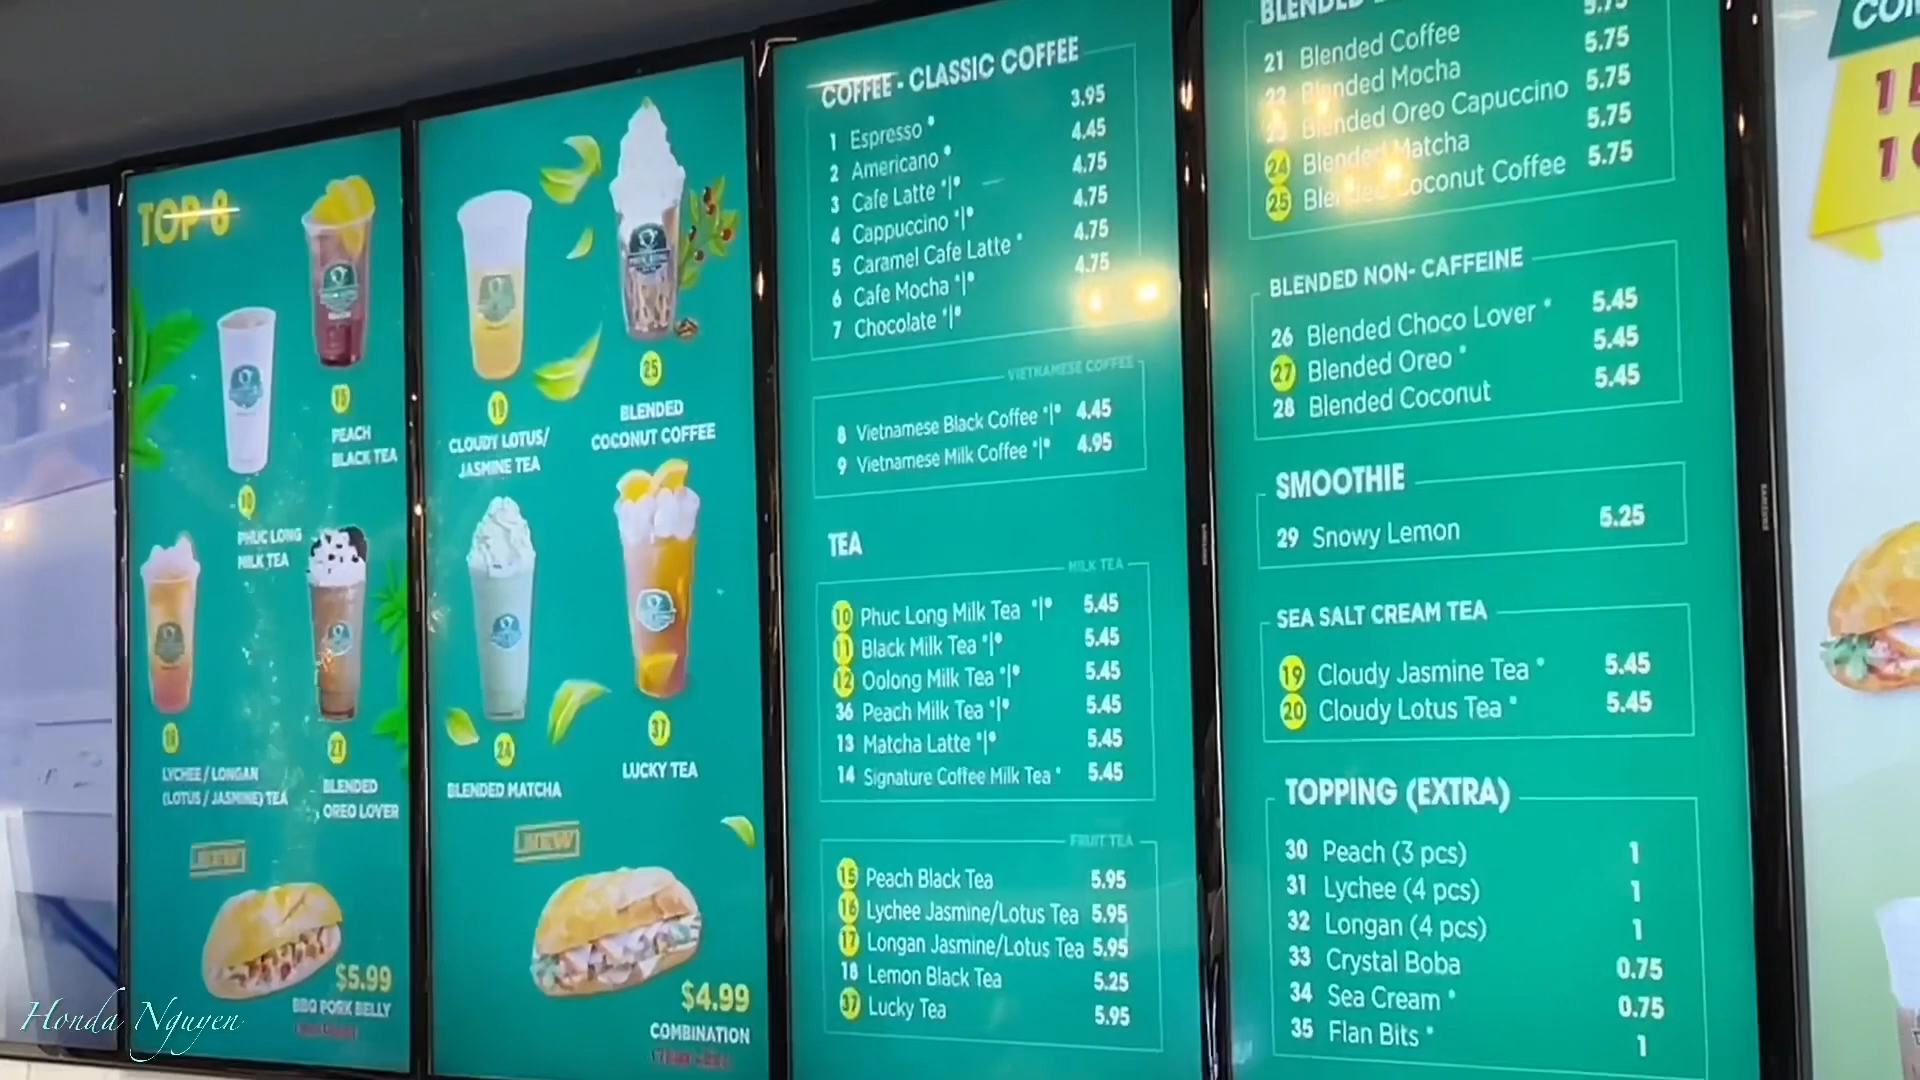 TOP 8
15
PEACH
BLACK TEA
10
PHUC LONG
MILK TEA
LYCHEE / LONGAN
(LOTUS / JASMINE) TEA
27
BLENDED
OREO LOVER
NEW
$5.99
BBQ PORK BELLY
19
CLOUDY LOTUS/
JASMINE TEA
25
BLENDED
COCONUT COFFEE
24
BLENDED MATCHA
37
LUCKY TEA
NEW
$4.99
COMBINATION
COFFEE - CLASSIC COFFEE
1 Espresso 3.95
2 Americano 4.45
3 Cafe Latte 4.75
4 Cappuccino 4.75
5 Caramel Cafe Latte 4.75
6 Cafe Mocha 4.75
7 Chocolate
VIETNAMESE COFFEE
8 Vietnamese Black Coffee 4.45
9 Vietnamese Milk Coffee 4.95
TEA
MILK TEA
10 Phuc Long Milk Tea 5.45
11 Black Milk Tea 5.45
12 Oolong Milk Tea 5.45
36 Peach Milk Tea 5.45
13 Matcha Latte 5.45
14 Signature Coffee Milk Tea 5.45
FRUIT TEA
15 Peach Black Tea 5.95
16 Lychee Jasmine/Lotus Tea 5.95
17 Longan Jasmine/Lotus Tea 5.95
18 Lemon Black Tea 5.25
37 Lucky Tea 5.95
BLENDED
5.75
21 Blended Coffee 5.75
22 Blended Mocha 5.75
Blended Oreo Capuccino 5.75
24 Blended Matcha 5.75
25 Blended Coconut Coffee
BLENDED NON- CAFFEINE
26 Blended Choco Lover 5.45
27 Blended Oreo 5.45
28 Blended Coconut 5.45
SMOOTHIE
29 Snowy Lemon 5.25
SEA SALT CREAM TEA
19 Cloudy Jasmine Tea 5.45
20 Cloudy Lotus Tea 5.45
TOPPING (EXTRA)
30 Peach (3 pcs) 1
31 Lychee (4 pcs) 1
32 Longan (4 pcs) 1
33 Crystal Boba 0.75
34 Sea Cream 0.75
35 Flan Bits 1
Honda Nguyen